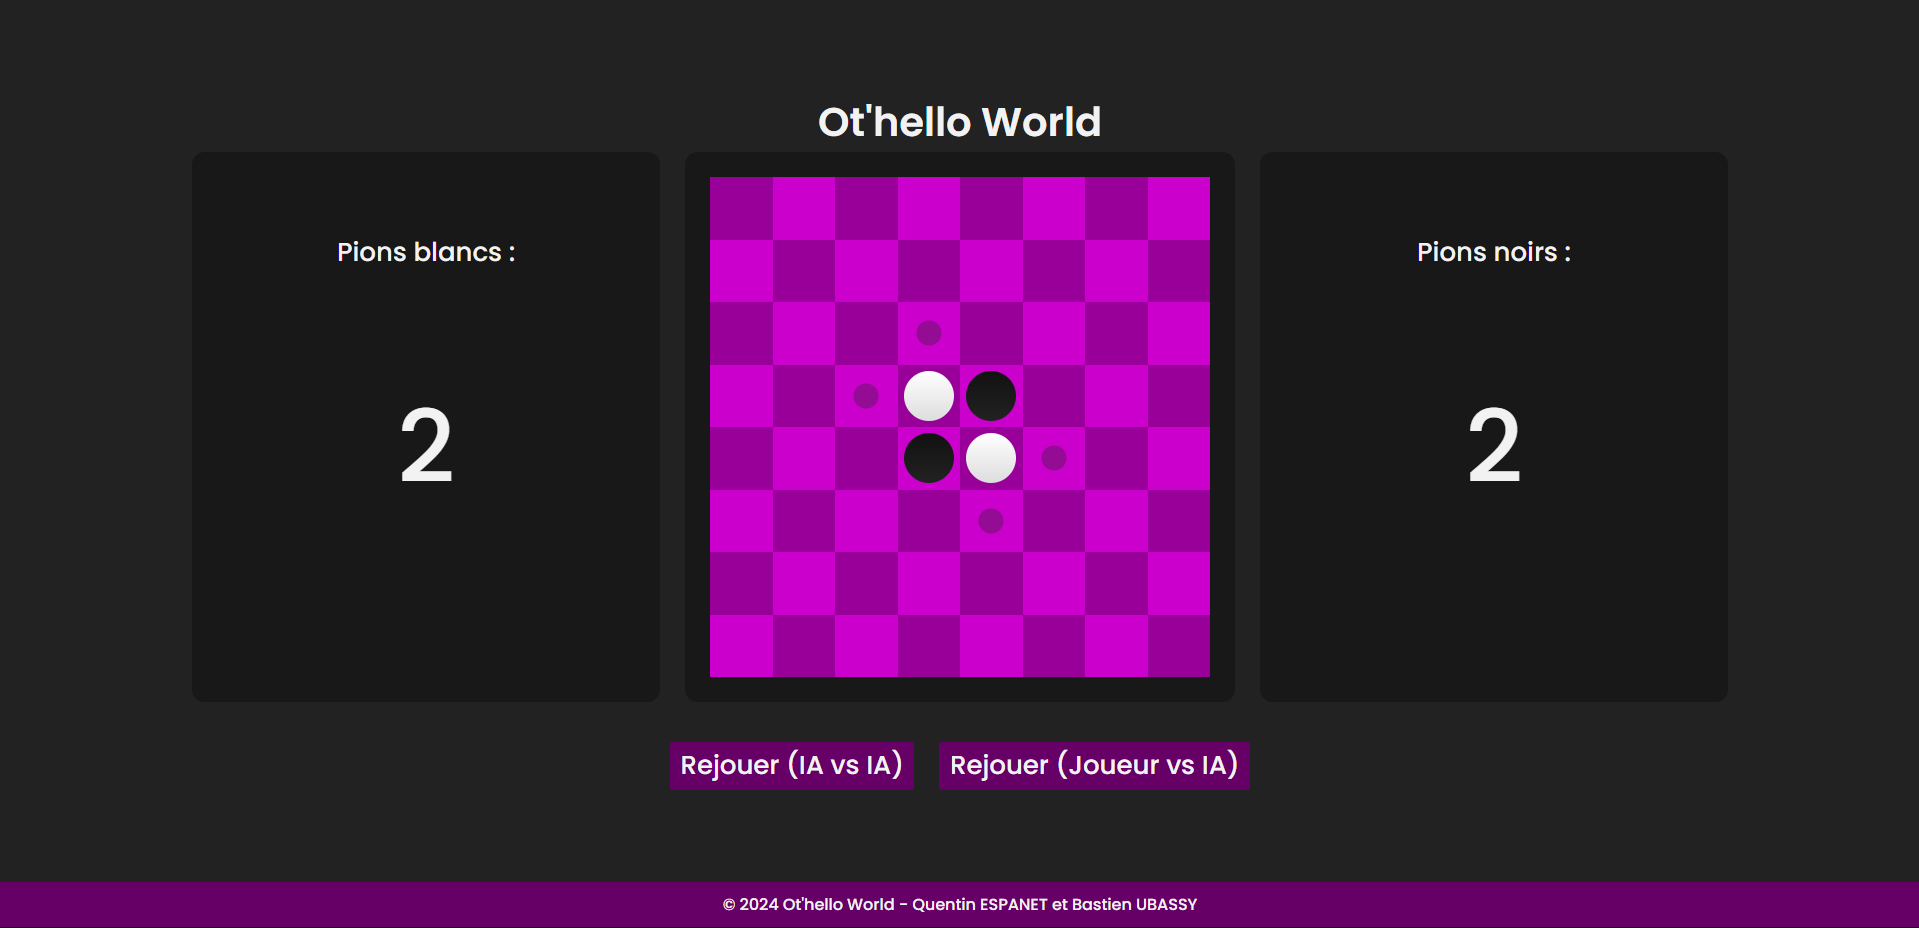 Ot'hello World
Pions blancs :
2
Pions noirs :
2
Rejouer (IA vs IA)
Rejouer (Joueur vs IA)
© 2024 Ot'hello World - Quentin ESPANET et Bastien UBASSY